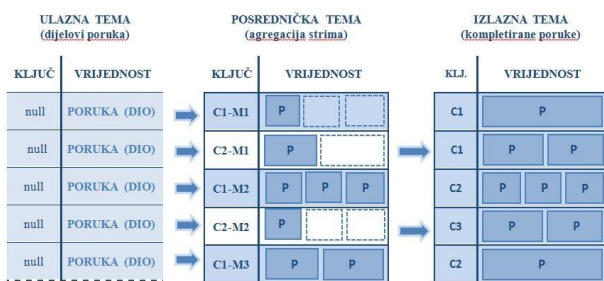 ULAZNA TEMA
(dijelovi poruka)
KLJUČ VRIJEDNOST
null PORUKA (DIO)
null PORUKA (DIO)
null PORUKA (DIO)
null PORUKA (DIO)
null PORUKA (DIO)
POSREDNIČKA TEMA
(agregacija strima)
KLJUČ VRIJEDNOST
C1-M1 P
C2-M1 P
C1-M2 P P P
C2-M2 P
C1-M3 P P
IZLAZNA TEMA
(kompletirane poruke)
KLJ. VRIJEDNOST
C1 P
C1 P P
C2 P P P
C3 P P
C2 P